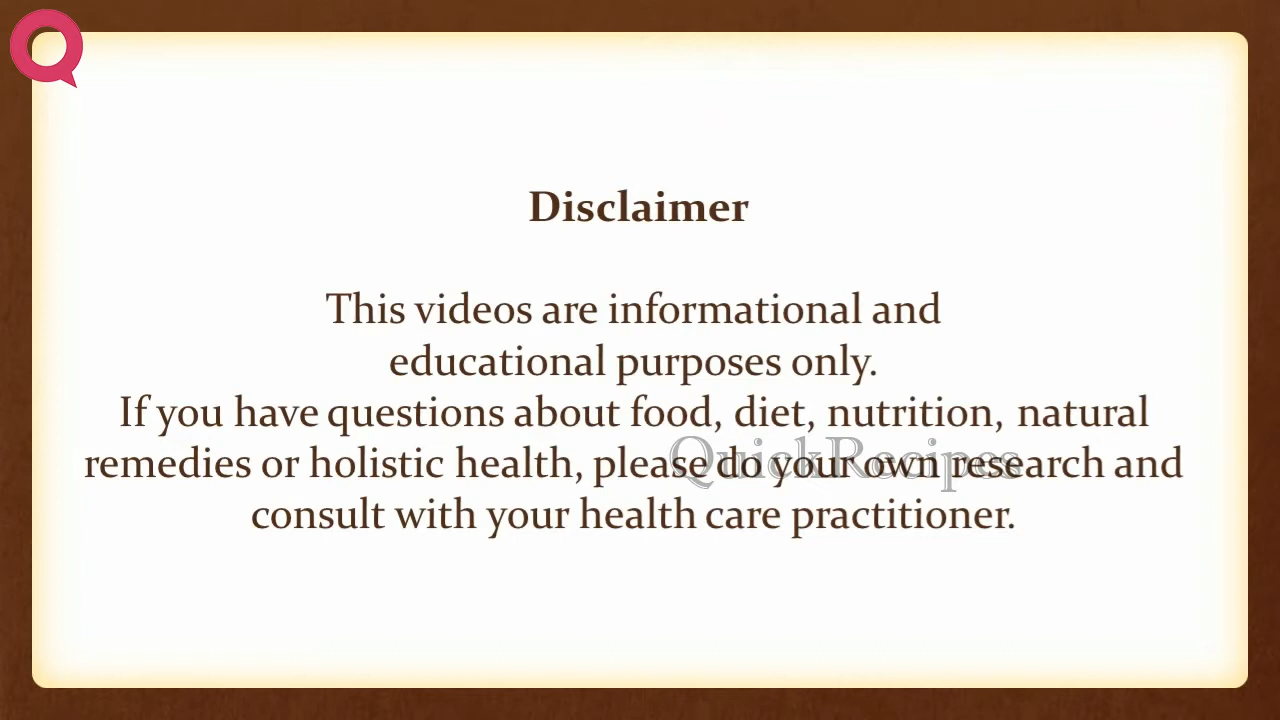 Disclaimer
This videos are informational and
educational purposes only.
If you have questions about food, diet, nutrition, natural
remedies or holistic health, please do your own research and
consult with your health care practitioner.
QuickRecipes